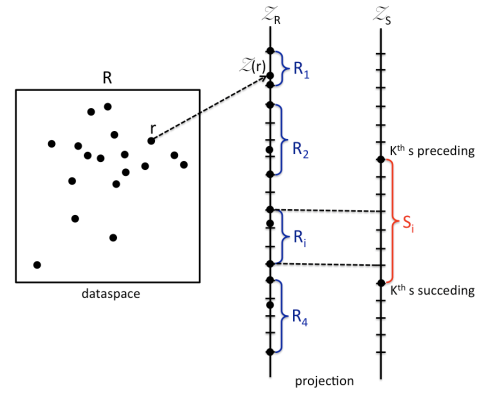 R
r
dataspace
𝒵R
𝒵(r)
R1
R2
Ri
R4
projection
𝒵S
Kth s preceding
Si
Kth s succeding